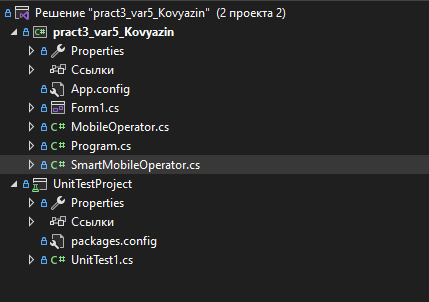 Решение "pract3_var5_Kovyazin" (2 проекта 2)
C# pract3_var5_Kovyazin
Properties
Ссылки
App.config
Form1.cs
C# MobileOperator.cs
C# Program.cs
C# SmartMobileOperator.cs
UnitTestProject
Properties
Ссылки
packages.config
C# UnitTest1.cs